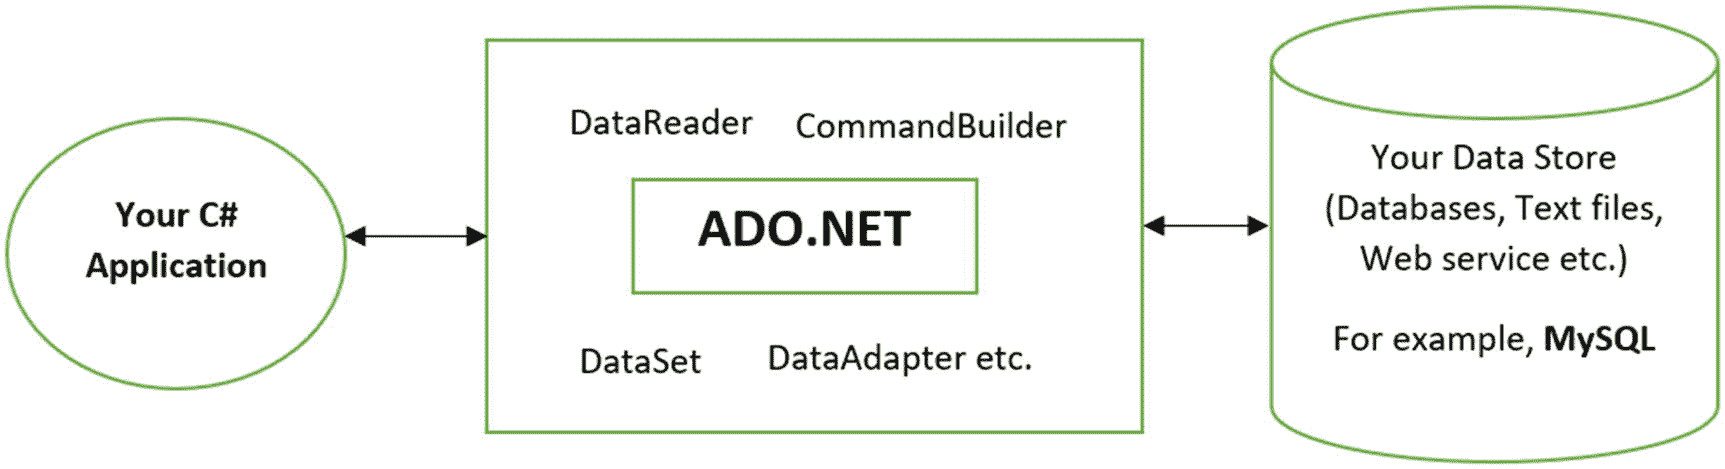 Your C#
Application
DataReader
CommandBuilder
ADO.NET
DataSet
DataAdapter etc.
Your Data Store
(Databases, Text files,
Web service etc.)
For example, MySQL